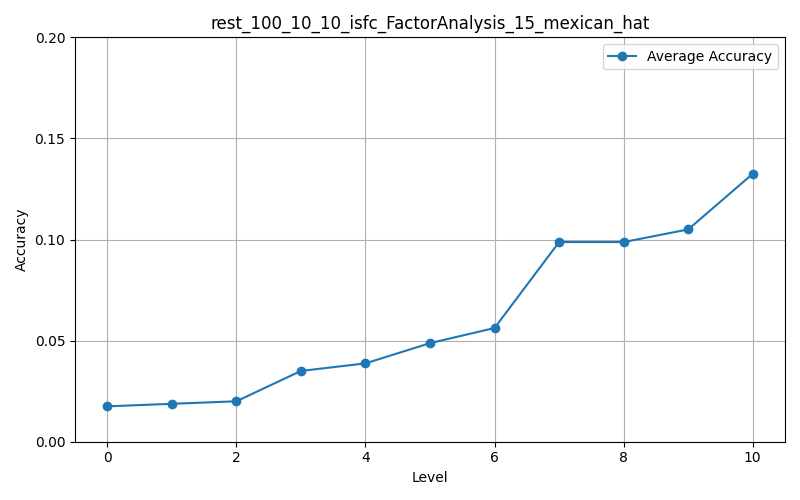 rest_100_10_10_isfc_FactorAnalysis_15_mexican_hat
Average Accuracy
0.20
0.15
0.10
0.05
0.00
Accuracy
0 2 4 6 8 10
Level